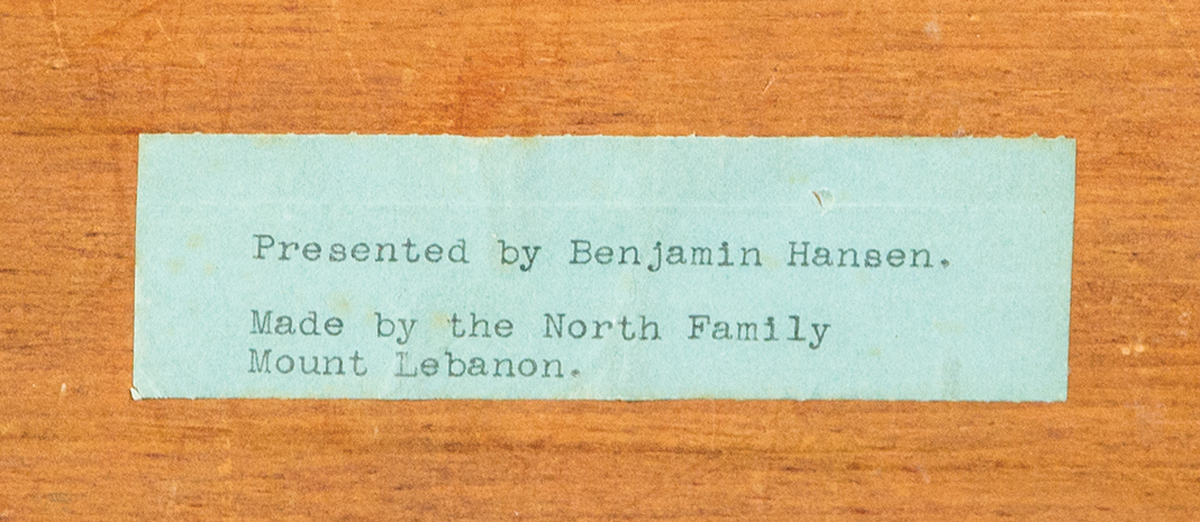 Presented by Benjamin Hansen.
Made by the North Family
Mount Lebanon.